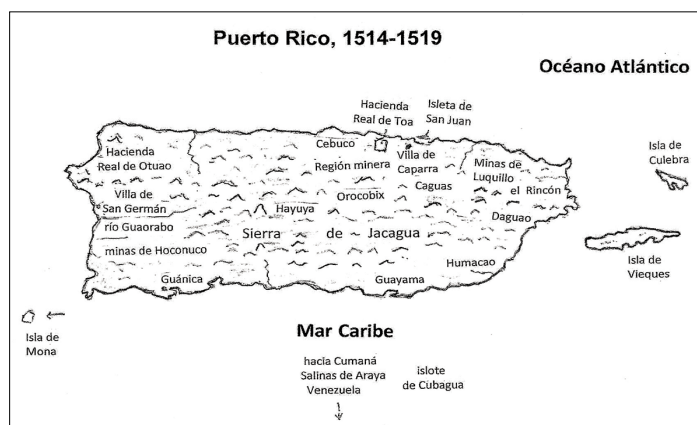 Puerto Rico, 1514-1519
Océano Atlántico
Hacienda
Real de Toa
Isleta de
San Juan
Isla de
Culebra
Hacienda
Real de Otuao
Cebuco
Villa de
Caparra
Minas de
Luquillo
Región minera
Caguas
el Rincón
Villa de
San Germán
Orocobix
Hayuya
Daguao
río Guaorabo
Sierra de Jacagua
minas de Hoconuco
Humacao
Isla de
Vieques
Guánica
Guayama
Isla de
Mona
Mar Caribe
hacia Cumaná
Salinas de Araya
Venezuela
islote
de Cubagua